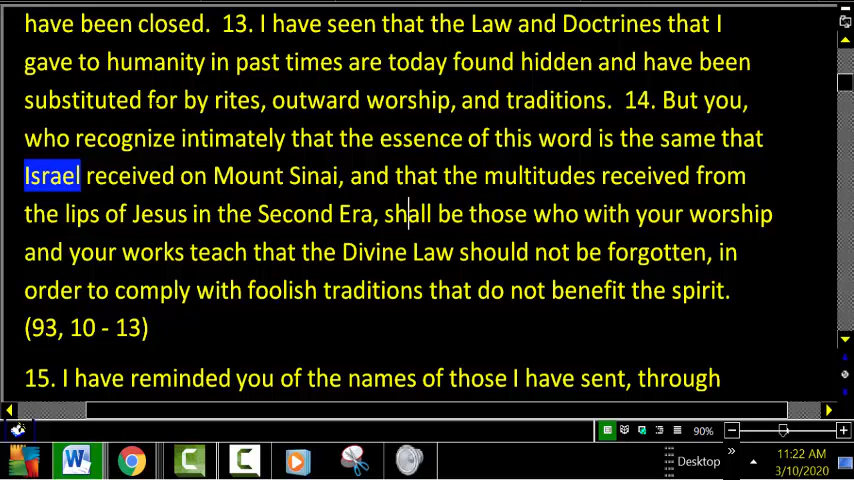 have been closed.  13. I have seen that the Law and Doctrines that I
gave to humanity in past times are today found hidden and have been
substituted for by rites, outward worship, and traditions.  14. But you,
who recognize intimately that the essence of this word is the same that
Israel received on Mount Sinai, and that the multitudes received from
the lips of Jesus in the Second Era, shall be those who with your worship
and your works teach that the Divine Law should not be forgotten, in
order to comply with foolish traditions that do not benefit the spirit.
(93, 10 - 13)
15. I have reminded you of the names of those I have sent, through
90%
Desktop
11:22 AM
3/10/2020